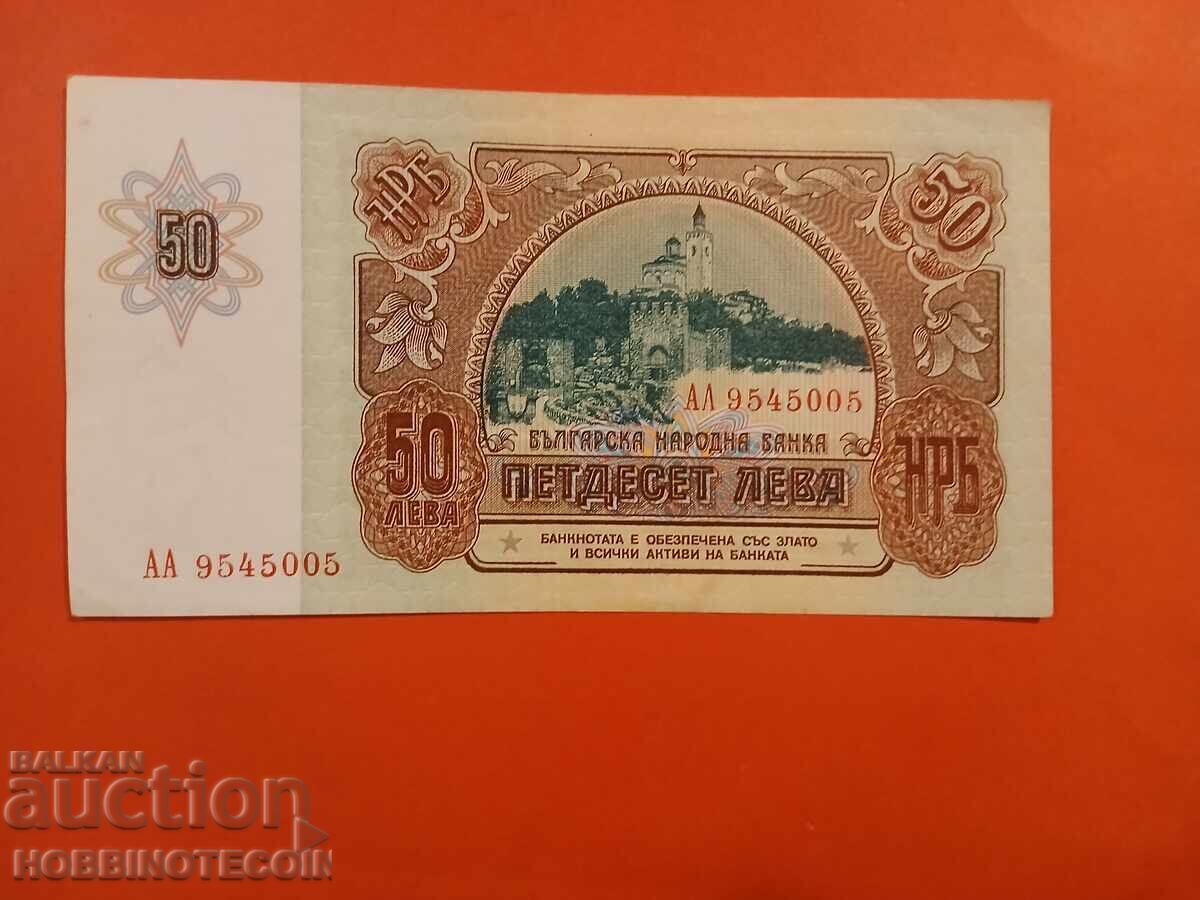 НРБ
50
50
АЛ 9545005
БЪЛГАРСКА НАРОДНА БАНКА
ПЕТДЕСЕТ ЛЕВА
50
ЛЕВА
НРБ
БАНКНОТАТА Е ОБЕЗПЕЧЕНА СЪС ЗЛАТО
И ВСИЧКИ АКТИВИ НА БАНКАТА
АА 9545005
BALKAN
auction
HOBBINOTECOIN